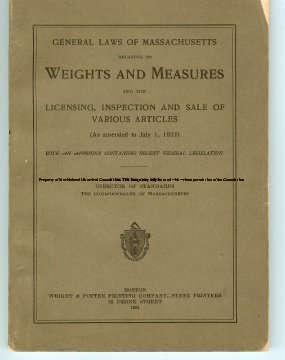 GENERAL LAWS OF MASSACHUSETTS
RELATING TO
WEIGHTS AND MEASURES
AND THE
LICENSING, INSPECTION AND SALE OF
VARIOUS ARTICLES
(As amended to July 1, 1921)
WITH AN APPENDIX CONTAINING RECENT FEDERAL LEGISLATION
DIRECTOR OF STANDARDS
THE COMMONWEALTH OF MASSACHUSETTS
BOSTON
WRIGHT & POTTER PRINTING COMPANY, STATE PRINTERS
32 DERNE STREET
1921